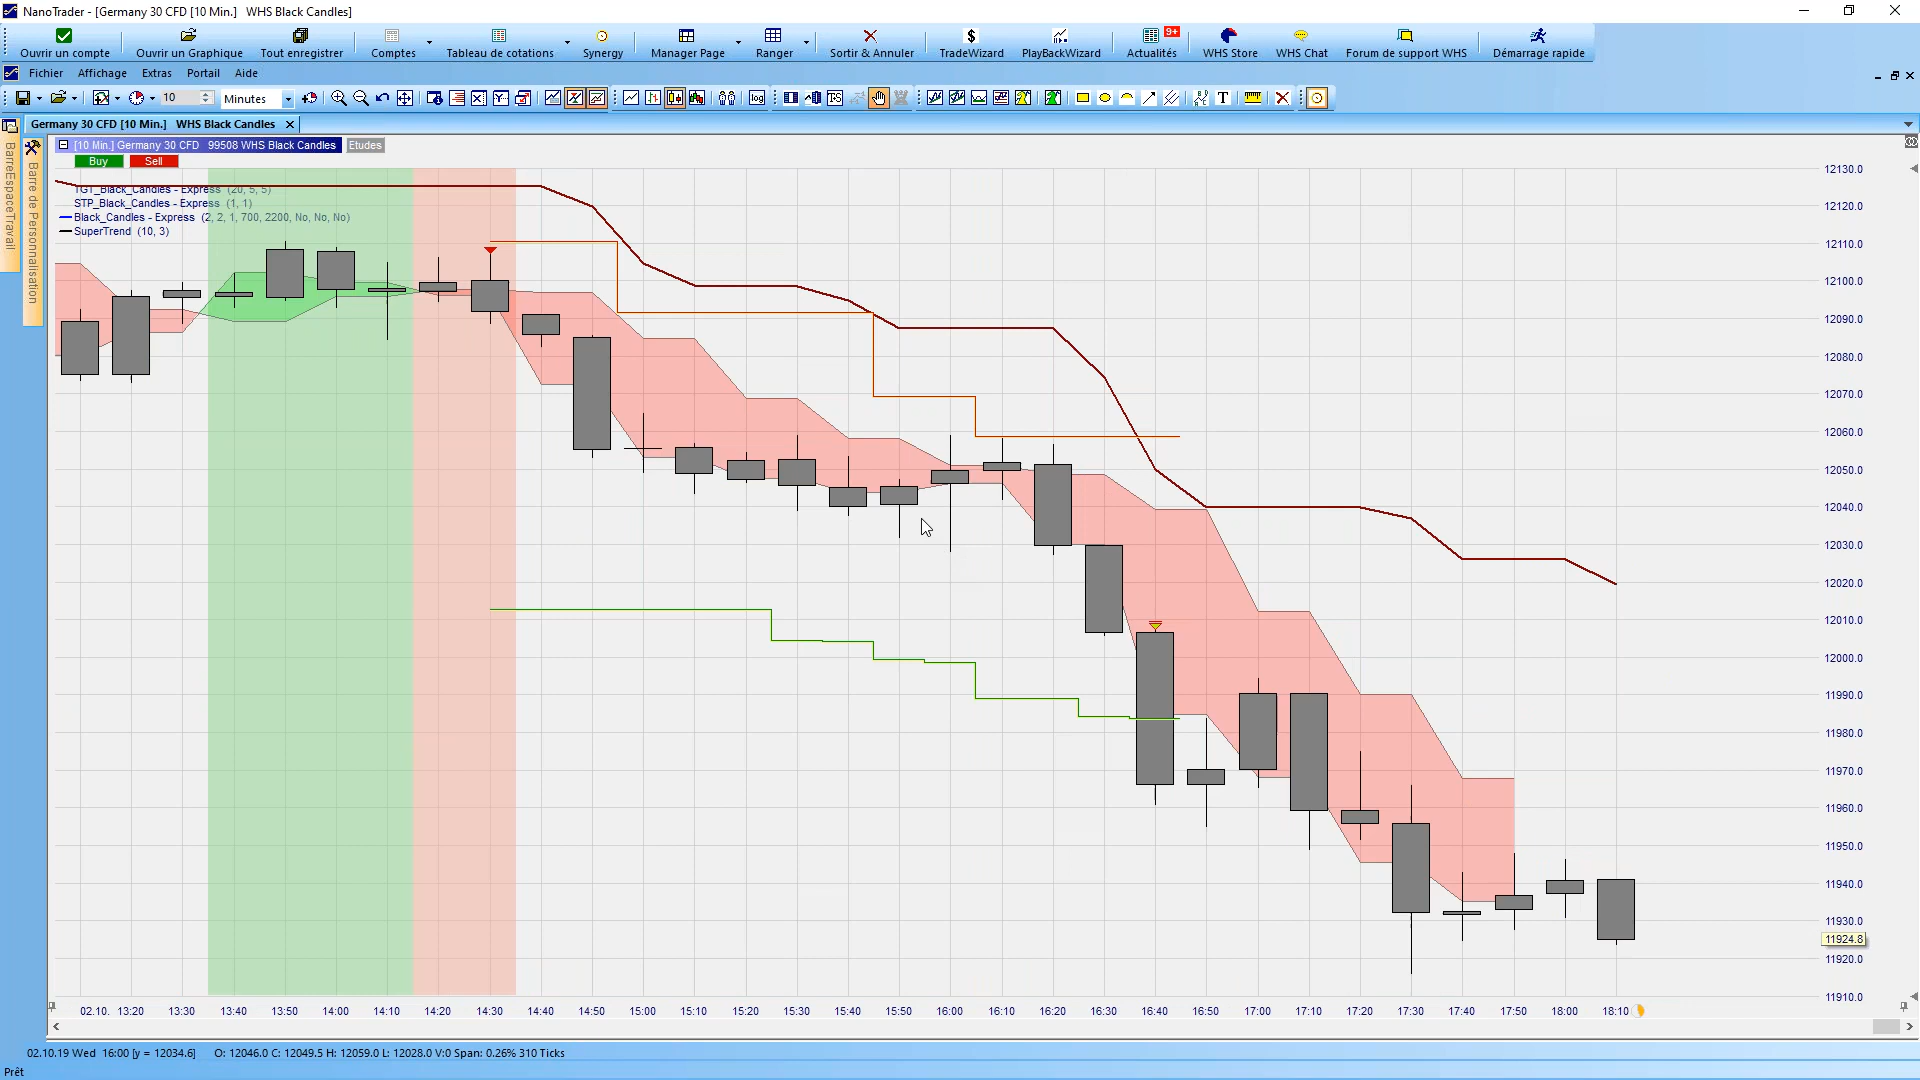 NanoTrader - [Germany 30 CFD [10 Min.]   WHS Black Candles]
Ouvrir un compte
Ouvrir un Graphique
Tout enregistrer
Comptes
Tableau de cotations
Synergy
Manager Page
Ranger
Sortir & Annuler
TradeWizard
PlayBackWizard
9+
Actualités
WHS Store
WHS Chat
Forum de support WHS
Démarrage rapide
Fichier Affichage Extras Portail Aide
10 Minutes log T-S T
Germany 30 CFD [10 Min.]   WHS Black Candles
BarreEspaceTravail
Barre de Personnalisation
[10 Min.] Germany 30 CFD   99508 WHS Black Candles Etudes
Buy Sell
TGT_Black_Candles - Express (20, 5, 5)
STP_Black_Candles - Express (1, 1)
Black_Candles - Express (2, 2, 1, 700, 2200, No, No, No)
SuperTrend (10, 3)
12130.0
12120.0
12110.0
12100.0
12090.0
12080.0
12070.0
12060.0
12050.0
12040.0
12030.0
12020.0
12010.0
12000.0
11990.0
11980.0
11970.0
11960.0
11950.0
11940.0
11930.0
11924.8
11920.0
11910.0
02.10. 13:20 13:30 13:40 13:50 14:00 14:10 14:20 14:30 14:40 14:50 15:00 15:10 15:20 15:30 15:40 15:50 16:00 16:10 16:20 16:30 16:40 16:50 17:00 17:10 17:20 17:30 17:40 17:50 18:00 18:10
02.10.19 Wed 16:00 [y = 12034.6] O: 12046.0 C: 12049.5 H: 12059.0 L: 12028.0 V:0 Span: 0.26% 310 Ticks
Prêt